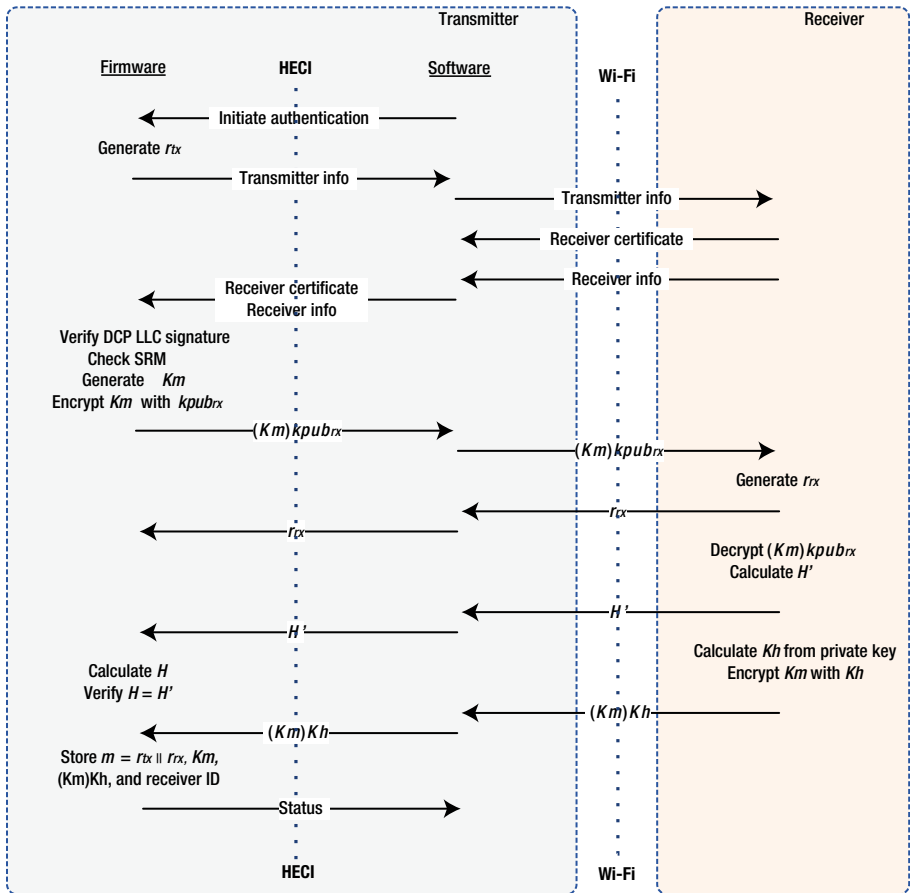 Transmitter
Receiver
Firmware
HECI
Software
Wi-Fi
Initiate authentication
Generate rtx
Transmitter info
Transmitter info
Receiver certificate
Receiver info
Receiver certificate
Receiver info
Verify DCP LLC signature
Check SRM
Generate Km
Encrypt Km with kpubrx
(Km)kpubrx
(Km)kpubrx
Generate rrx
rrx
rrx
Decrypt (Km)kpubrx
Calculate H’
H’
H’
Calculate Kh from private key
Encrypt Km with Kh
Calculate H
Verify H = H’
(Km)Kh
(Km)Kh
Store m = rtx || rrx, Km,
(Km)Kh, and receiver ID
Status
HECI
Wi-Fi